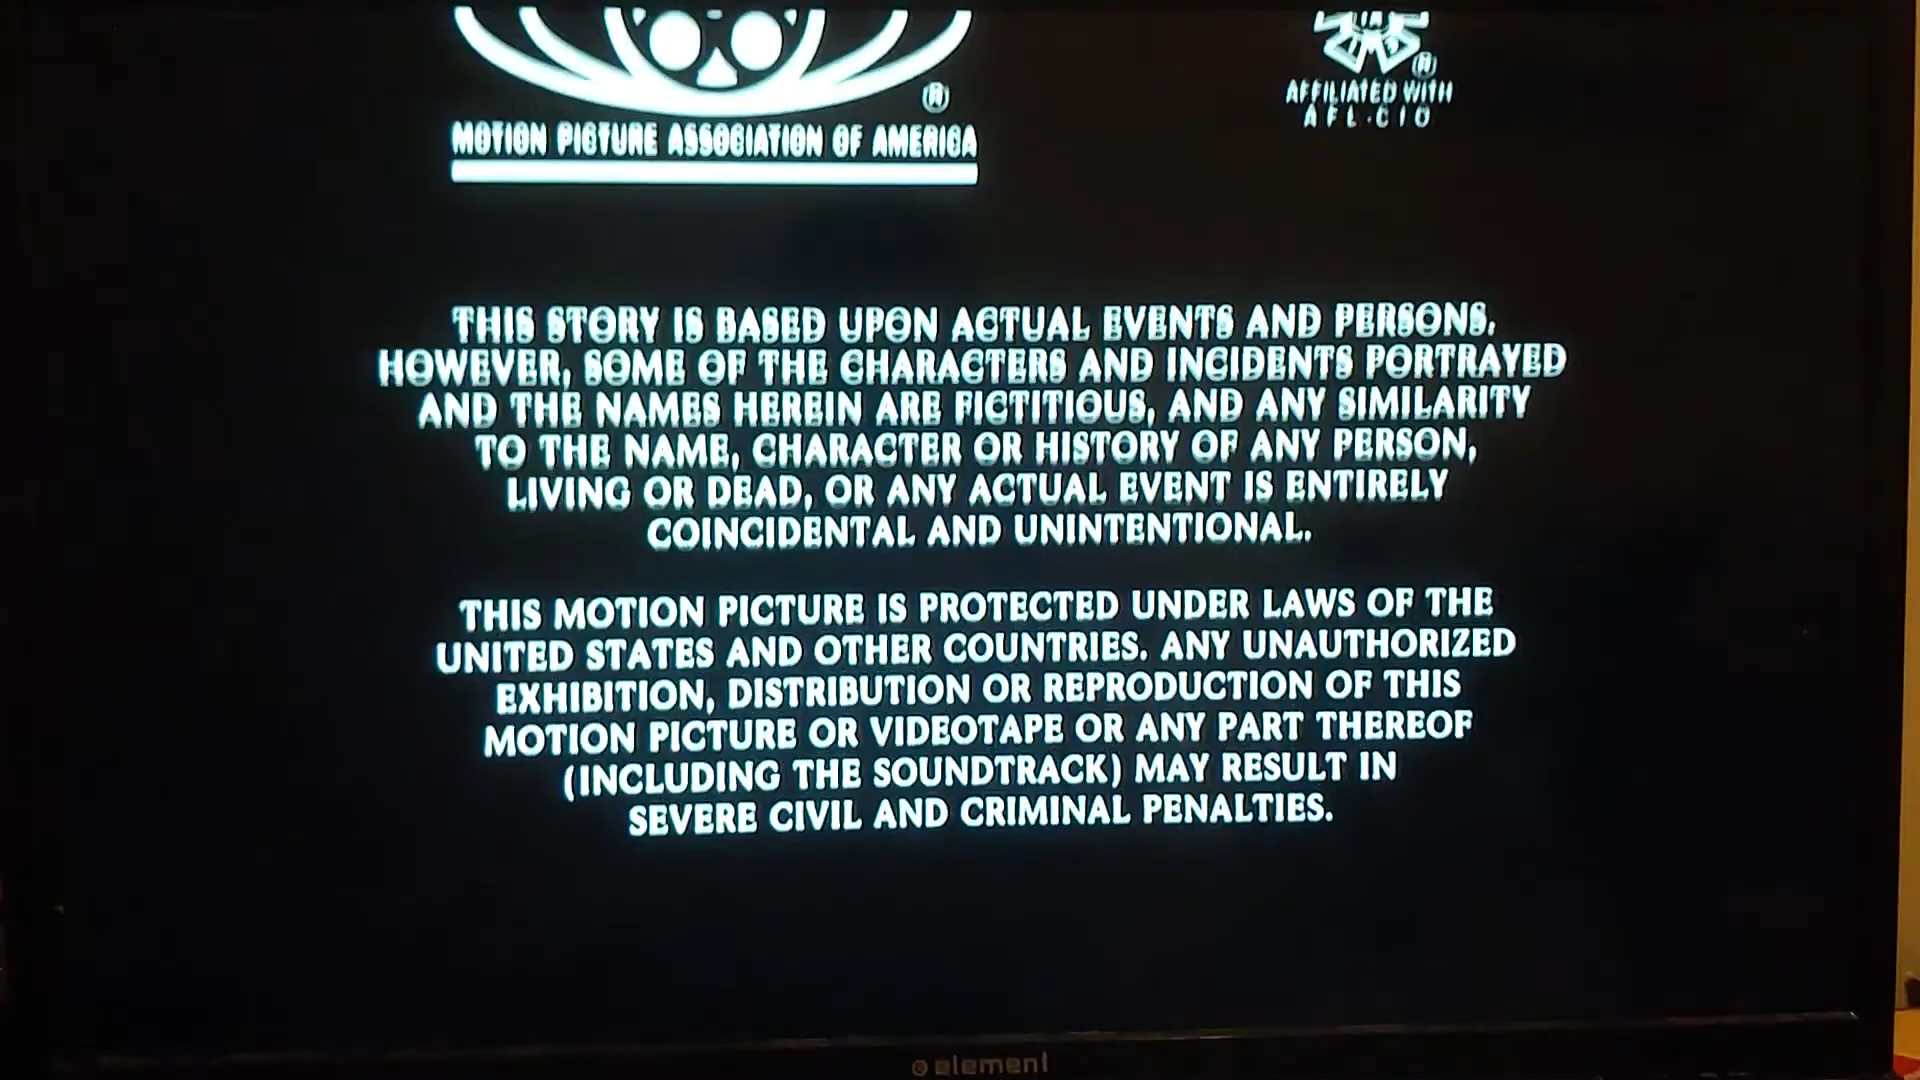 ®
®
MOTION PICTURE ASSOCIATION OF AMERICA
AFFILIATED WITH
AFL-CIO
THIS STORY IS BASED UPON ACTUAL EVENTS AND PERSONS.
HOWEVER, SOME OF THE CHARACTERS AND INCIDENTS PORTRAYED
AND THE NAMES HEREIN ARE FICTITIOUS, AND ANY SIMILARITY
TO THE NAME, CHARACTER OR HISTORY OF ANY PERSON,
LIVING OR DEAD, OR ANY ACTUAL EVENT IS ENTIRELY
COINCIDENTAL AND UNINTENTIONAL.
THIS MOTION PICTURE IS PROTECTED UNDER LAWS OF THE
UNITED STATES AND OTHER COUNTRIES. ANY UNAUTHORIZED
EXHIBITION, DISTRIBUTION OR REPRODUCTION OF THIS
MOTION PICTURE OR VIDEOTAPE OR ANY PART THEREOF
(INCLUDING THE SOUNDTRACK) MAY RESULT IN
SEVERE CIVIL AND CRIMINAL PENALTIES.
element